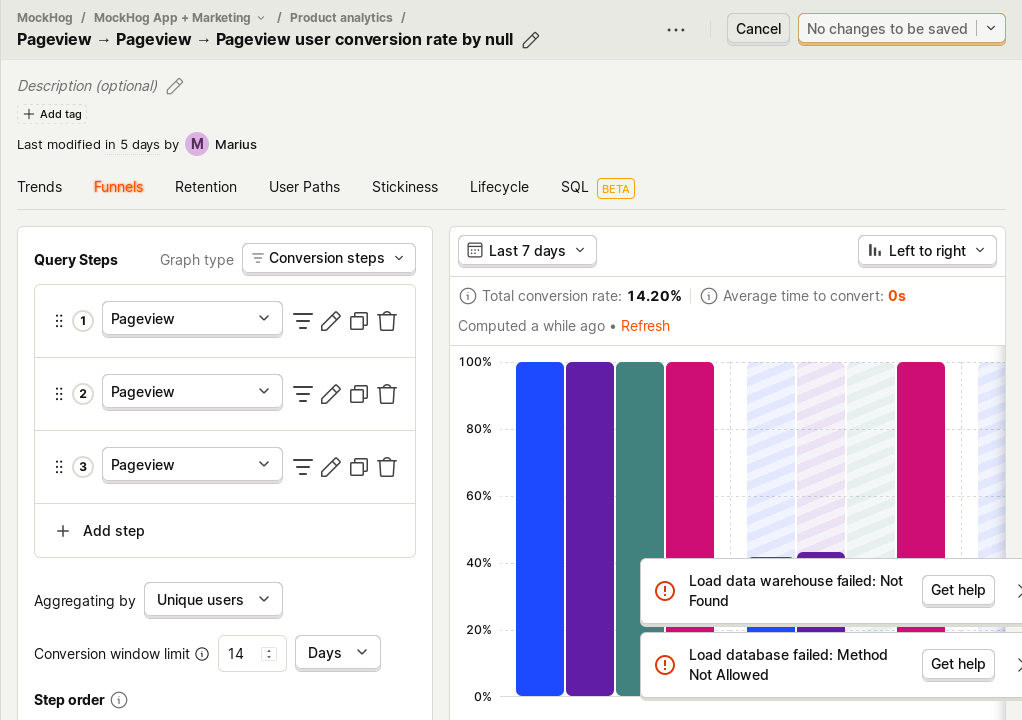 MockHog / MockHog App + Marketing / Product analytics /
Pageview → Pageview → Pageview user conversion rate by null
Cancel
No changes to be saved
Description (optional)
+ Add tag
Last modified in 5 days by M Marius
Trends Funnels Retention User Paths Stickiness Lifecycle SQL BETA
Query Steps Graph type Conversion steps
1 Pageview
2 Pageview
3 Pageview
+ Add step
Aggregating by Unique users
Conversion window limit 14 Days
Step order
Last 7 days Left to right
Total conversion rate: 14.20% Average time to convert: 0s
Computed a while ago • Refresh
100%
80%
60%
40%
20%
0%
Load data warehouse failed: Not
Found
Get help
Load database failed: Method
Not Allowed
Get help